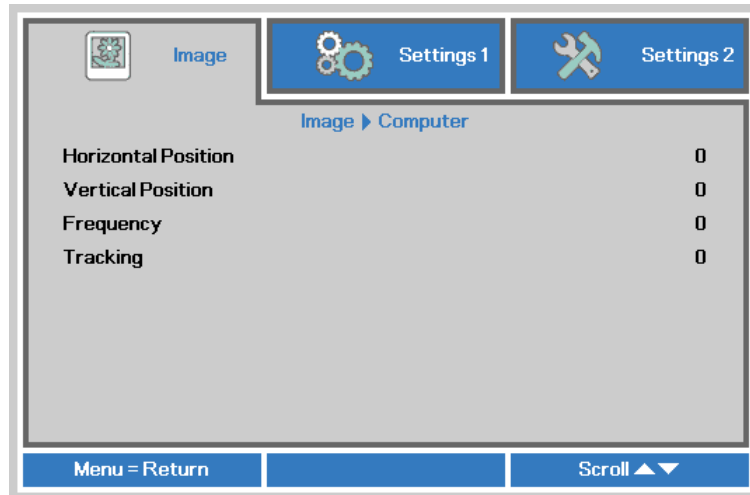 Image Settings 1 Settings 2
Image ▶ Computer
Horizontal Position 0
Vertical Position 0
Frequency 0
Tracking 0
Menu = Return Scroll ▲▼